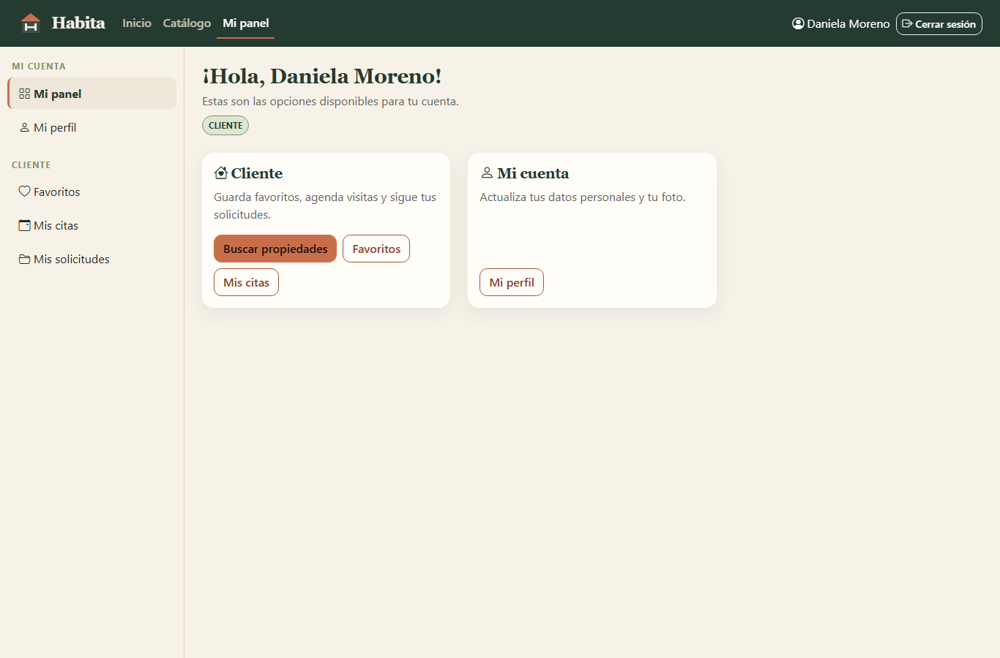 Habita
Inicio
Catálogo
Mi panel
Daniela Moreno
Cerrar sesión
MI CUENTA
Mi panel
Mi perfil
CLIENTE
Favoritos
Mis citas
Mis solicitudes
¡Hola, Daniela Moreno!
Estas son las opciones disponibles para tu cuenta.
CLIENTE
Cliente
Guarda favoritos, agenda visitas y sigue tus
solicitudes.
Buscar propiedades
Favoritos
Mis citas
Mi cuenta
Actualiza tus datos personales y tu foto.
Mi perfil